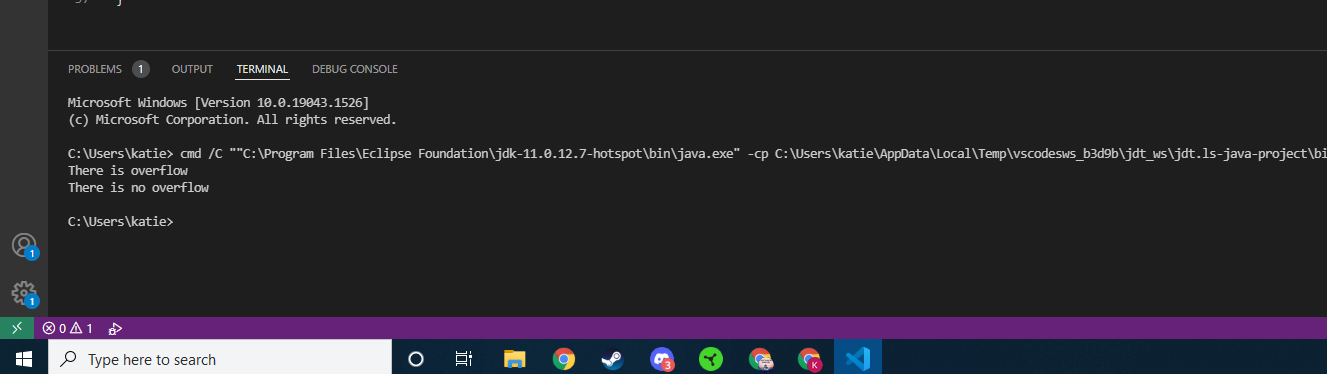 PROBLEMS 1 OUTPUT TERMINAL DEBUG CONSOLE
Microsoft Windows [Version 10.0.19043.1526]
(c) Microsoft Corporation. All rights reserved.
C:\Users\katie> cmd /C ""C:\Program Files\Eclipse Foundation\jdk-11.0.12.7-hotspot\bin\java.exe" -cp C:\Users\katie\AppData\Local\Temp\vscodesws_b3d9b\jdt_ws\jdt.ls-java-project\bi
There is overflow
There is no overflow
C:\Users\katie>
1
1
0 1
Type here to search
3
K